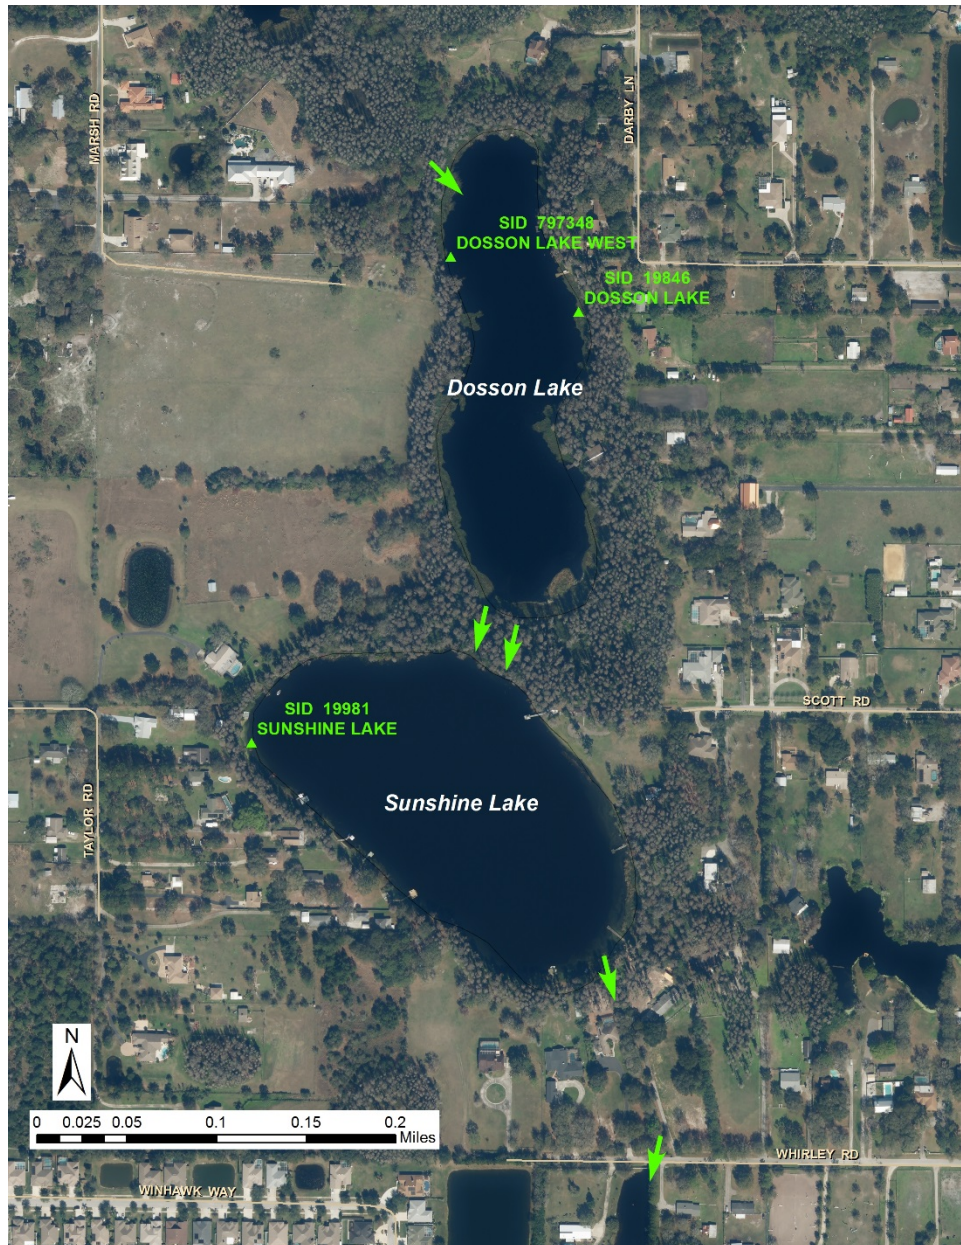 MARSH RD
DARBY LN
SID 797348
DOSSON LAKE WEST
SID 19846
DOSSON LAKE
Dosson Lake
SID 19981
SUNSHINE LAKE
SCOTT RD
Sunshine Lake
TAYLOR RD
N
0 0.025 0.05 0.1 0.15 0.2
Miles
WHIRLEY RD
WINHAWK WAY